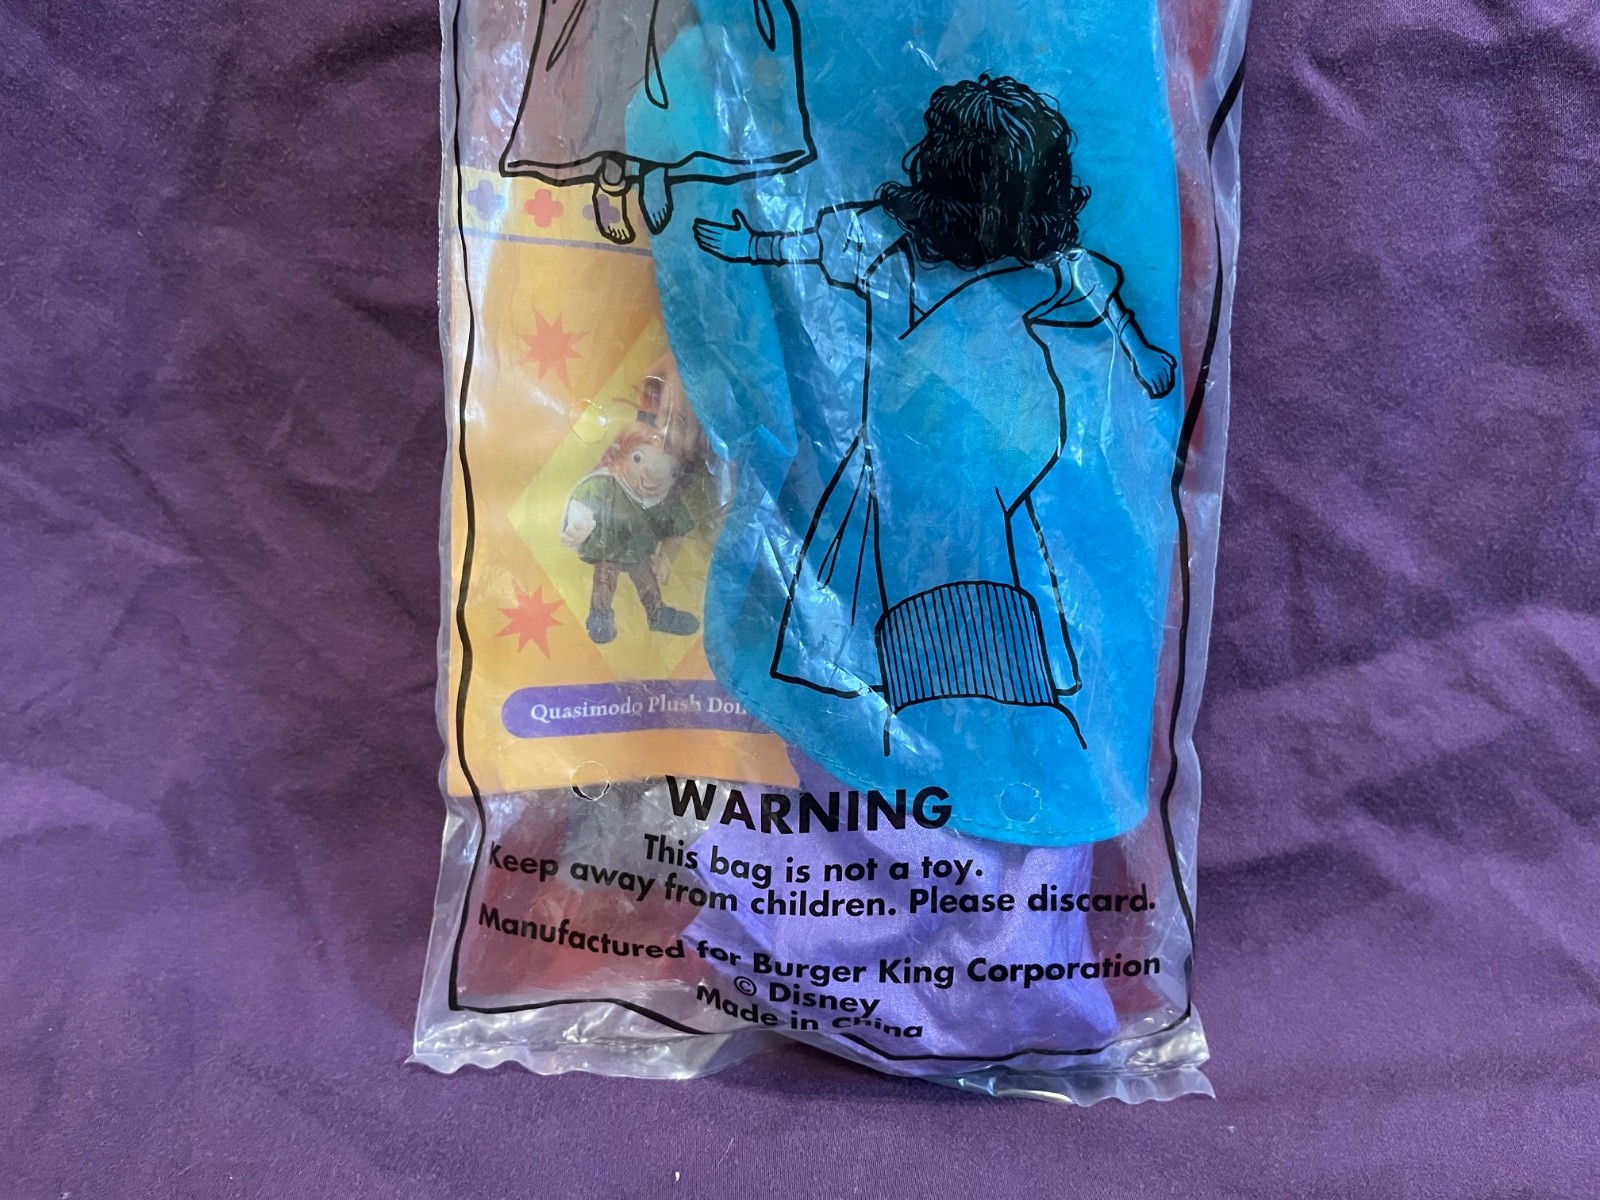 Quasimodo Plush Doll
WARNING
This bag is not a toy.
Keep away from children. Please discard.
Manufactured for Burger King Corporation
© Disney
Made in China